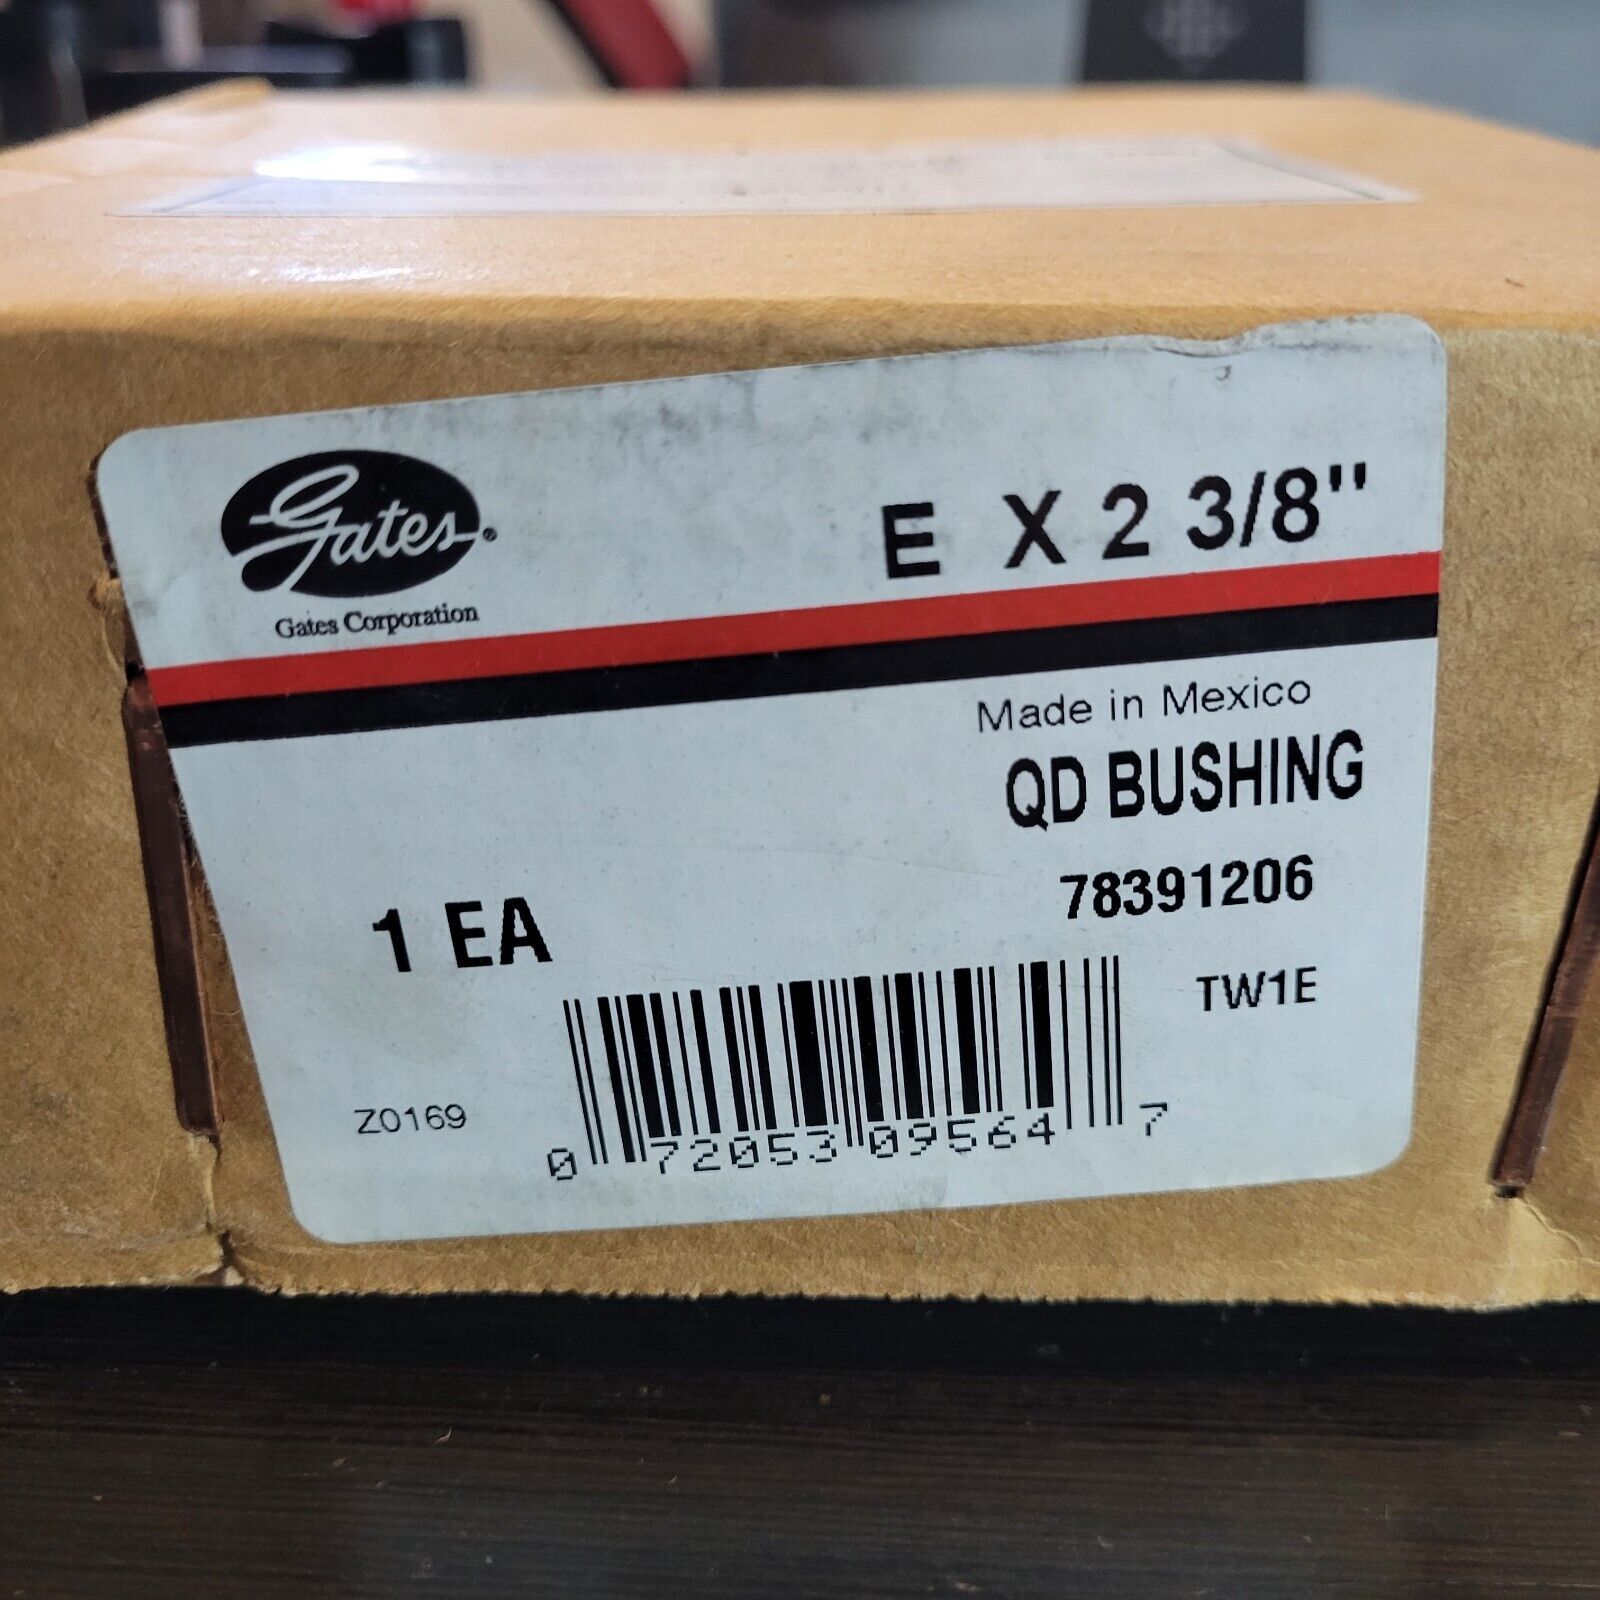 Gates®
Gates Corporation
E X 2 3/8"
Made in Mexico
QD BUSHING
78391206
1 EA
TW1E
Z0169
0 72053 09564 7